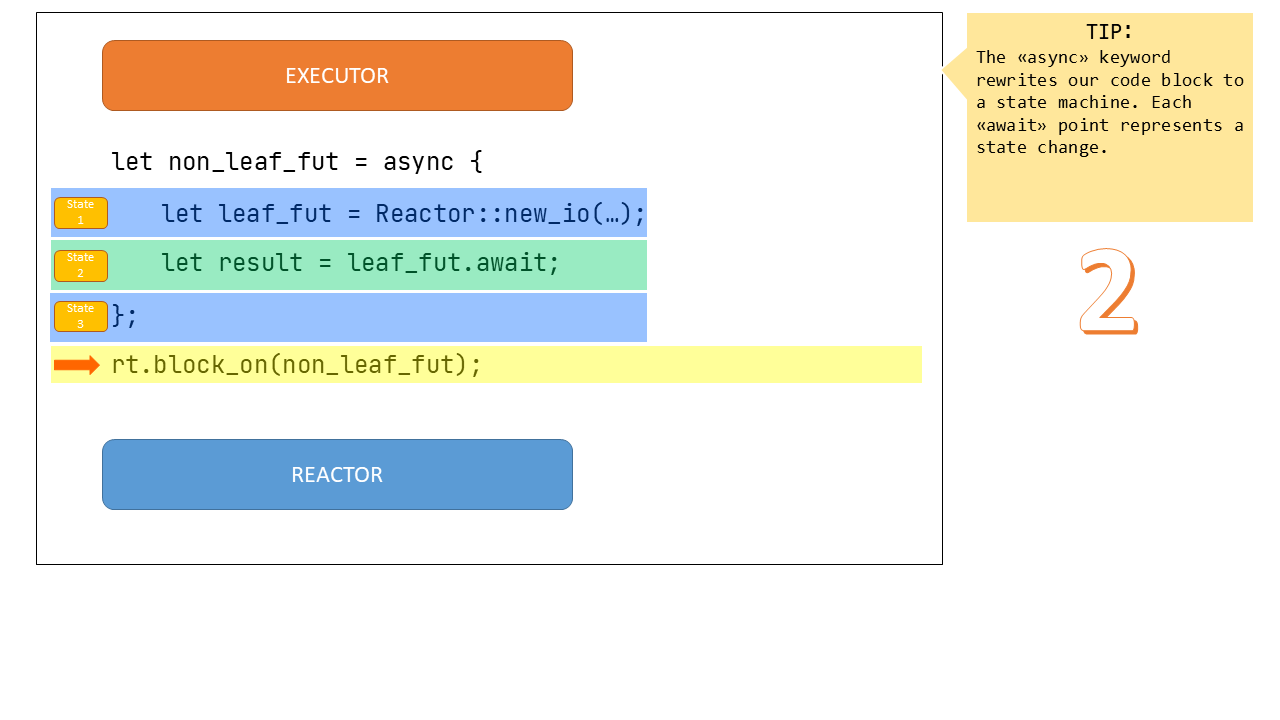 EXECUTOR
let non_leaf_fut = async {
State
1
let leaf_fut = Reactor::new_io(…);
State
2
let result = leaf_fut.await;
State
3
};
rt.block_on(non_leaf_fut);
REACTOR
TIP:
The «async» keyword
rewrites our code block to
a state machine. Each
«await» point represents a
state change.
2